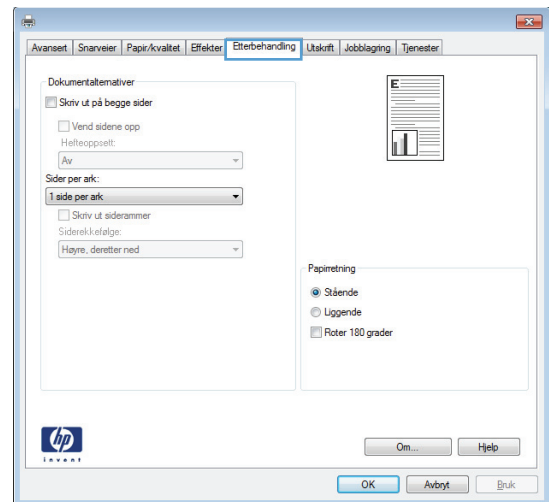 Avansert Snarveier Papir/kvalitet Effekter Etterbehandling Utskrift Jobblagring Tjenester
Dokumentalternativer
Skriv ut på begge sider
Vend sidene opp
Hefteoppsett:
Av
Sider per ark:
1 side per ark
Skriv ut siderammer
Siderekkefølge:
Høyre, deretter ned
E
Papirretning
Stående
Liggende
Roter 180 grader
hp
invent
Om... Hjelp
OK Avbryt Bruk